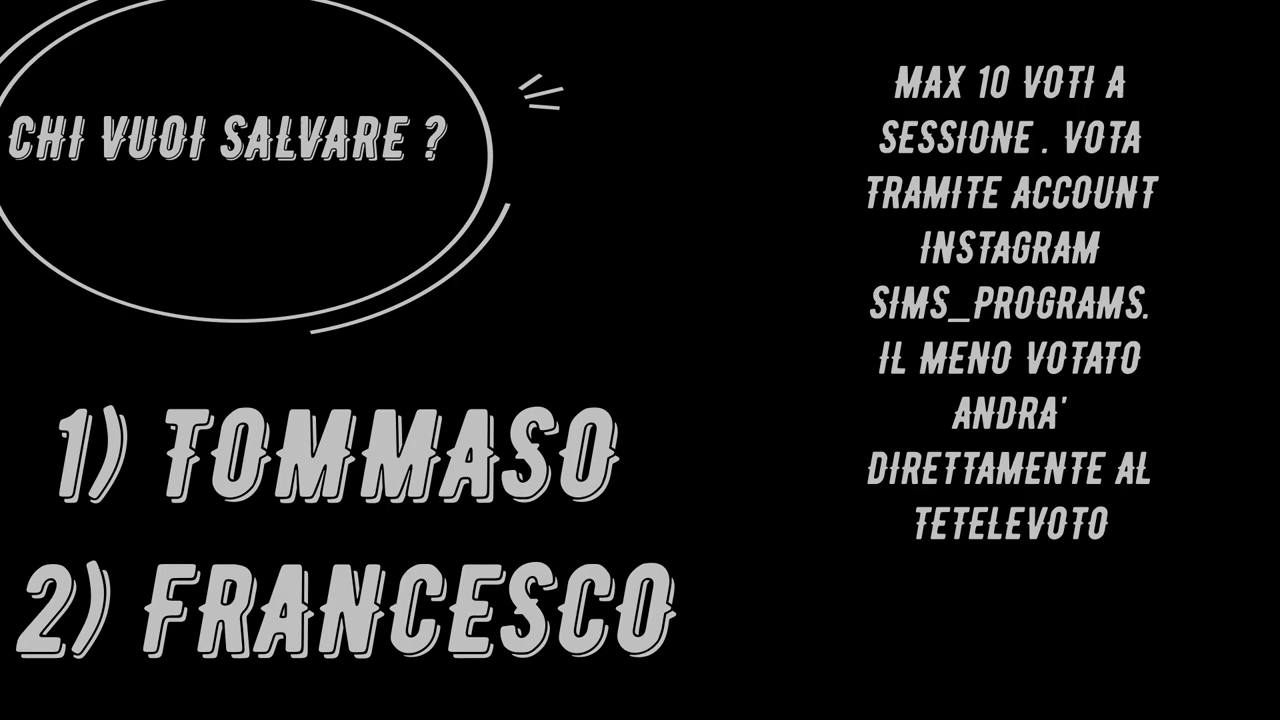 CHI VUOI SALVARE ?
1) TOMMASO
2) FRANCESCO
MAX 10 VOTI A
SESSIONE . VOTA
TRAMITE ACCOUNT
INSTAGRAM
SIMS_PROGRAMS.
IL MENO VOTATO
ANDRA'
DIRETTAMENTE AL
TETELEVOTO